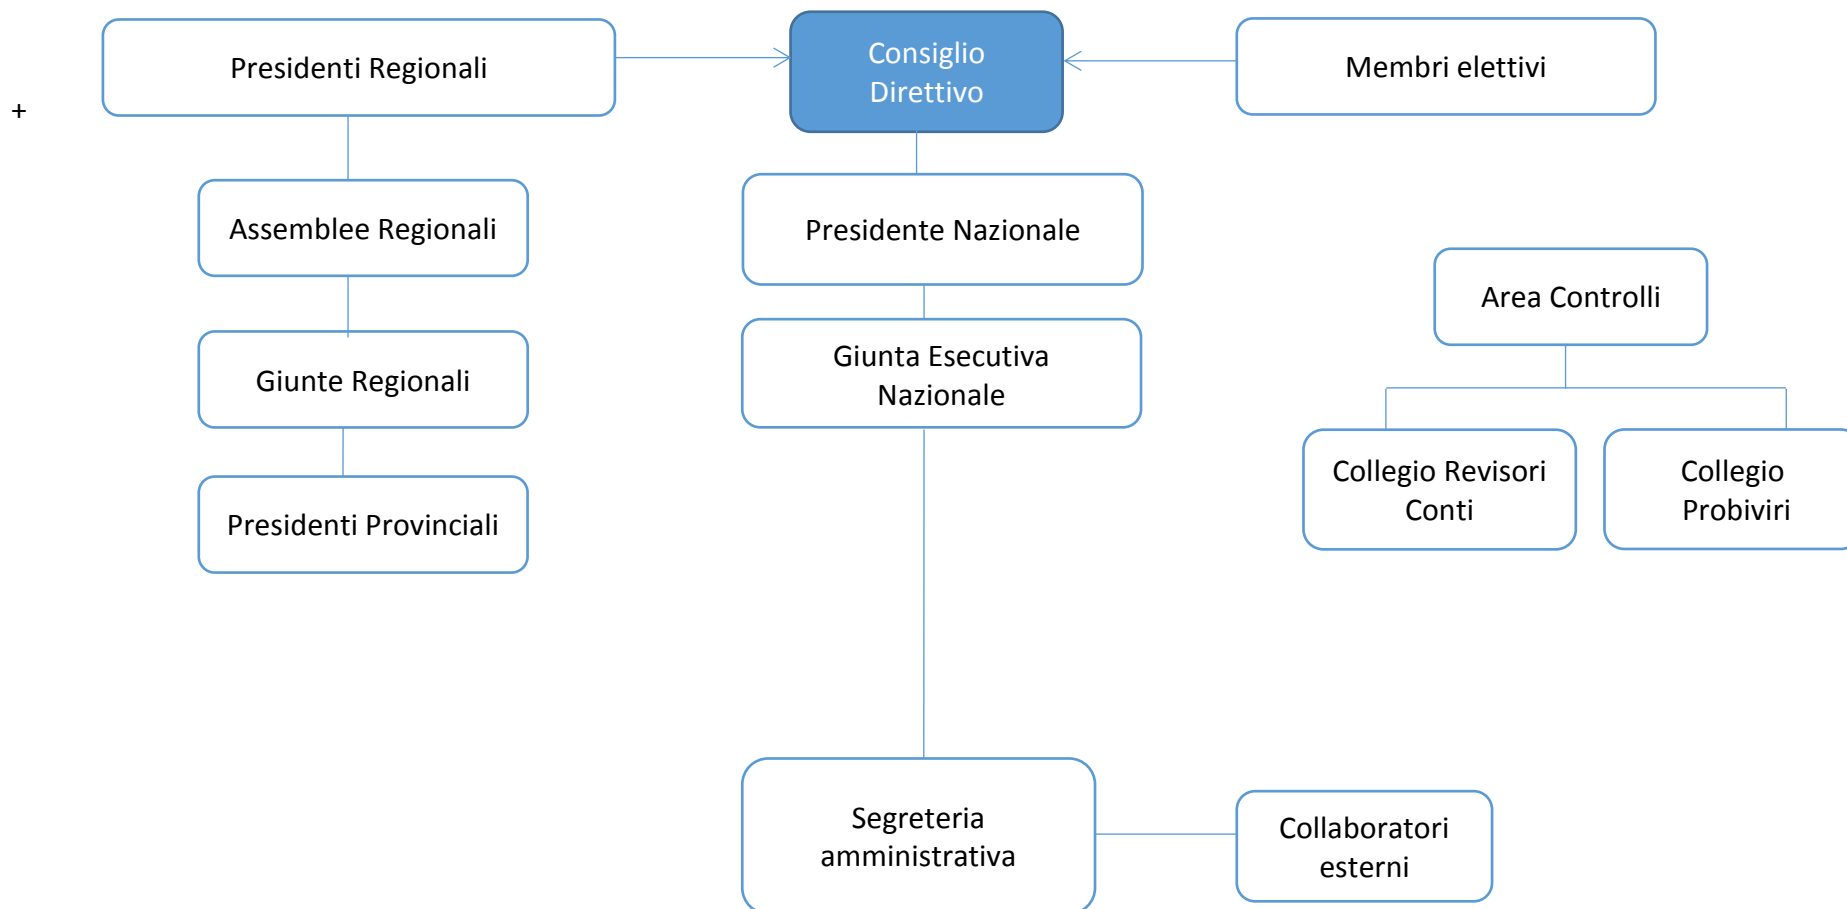 Presidenti Regionali
Consiglio
Direttivo
Membri elettivi
+
Assemblee Regionali
Presidente Nazionale
Area Controlli
Giunte Regionali
Giunta Esecutiva
Nazionale
Collegio Revisori
Conti
Collegio
Probiviri
Presidenti Provinciali
Segreteria
amministrativa
Collaboratori
esterni